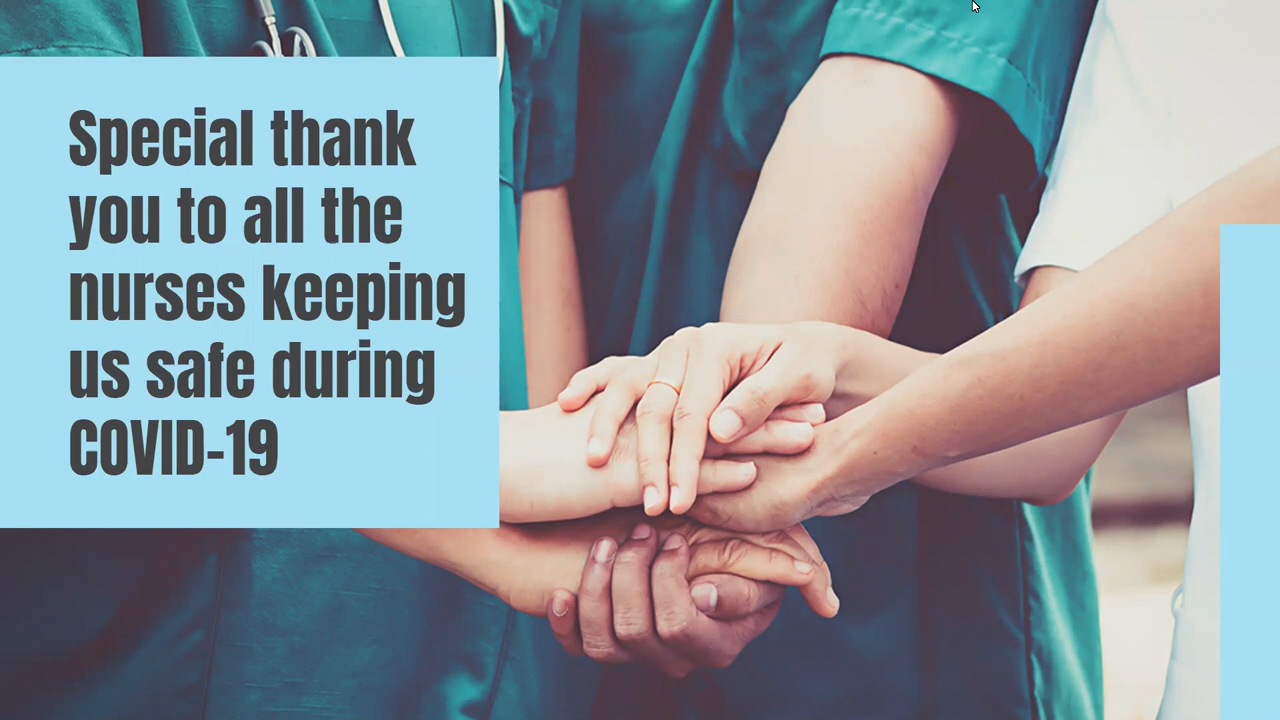 Special thank
you to all the
nurses keeping
us safe during
COVID-19